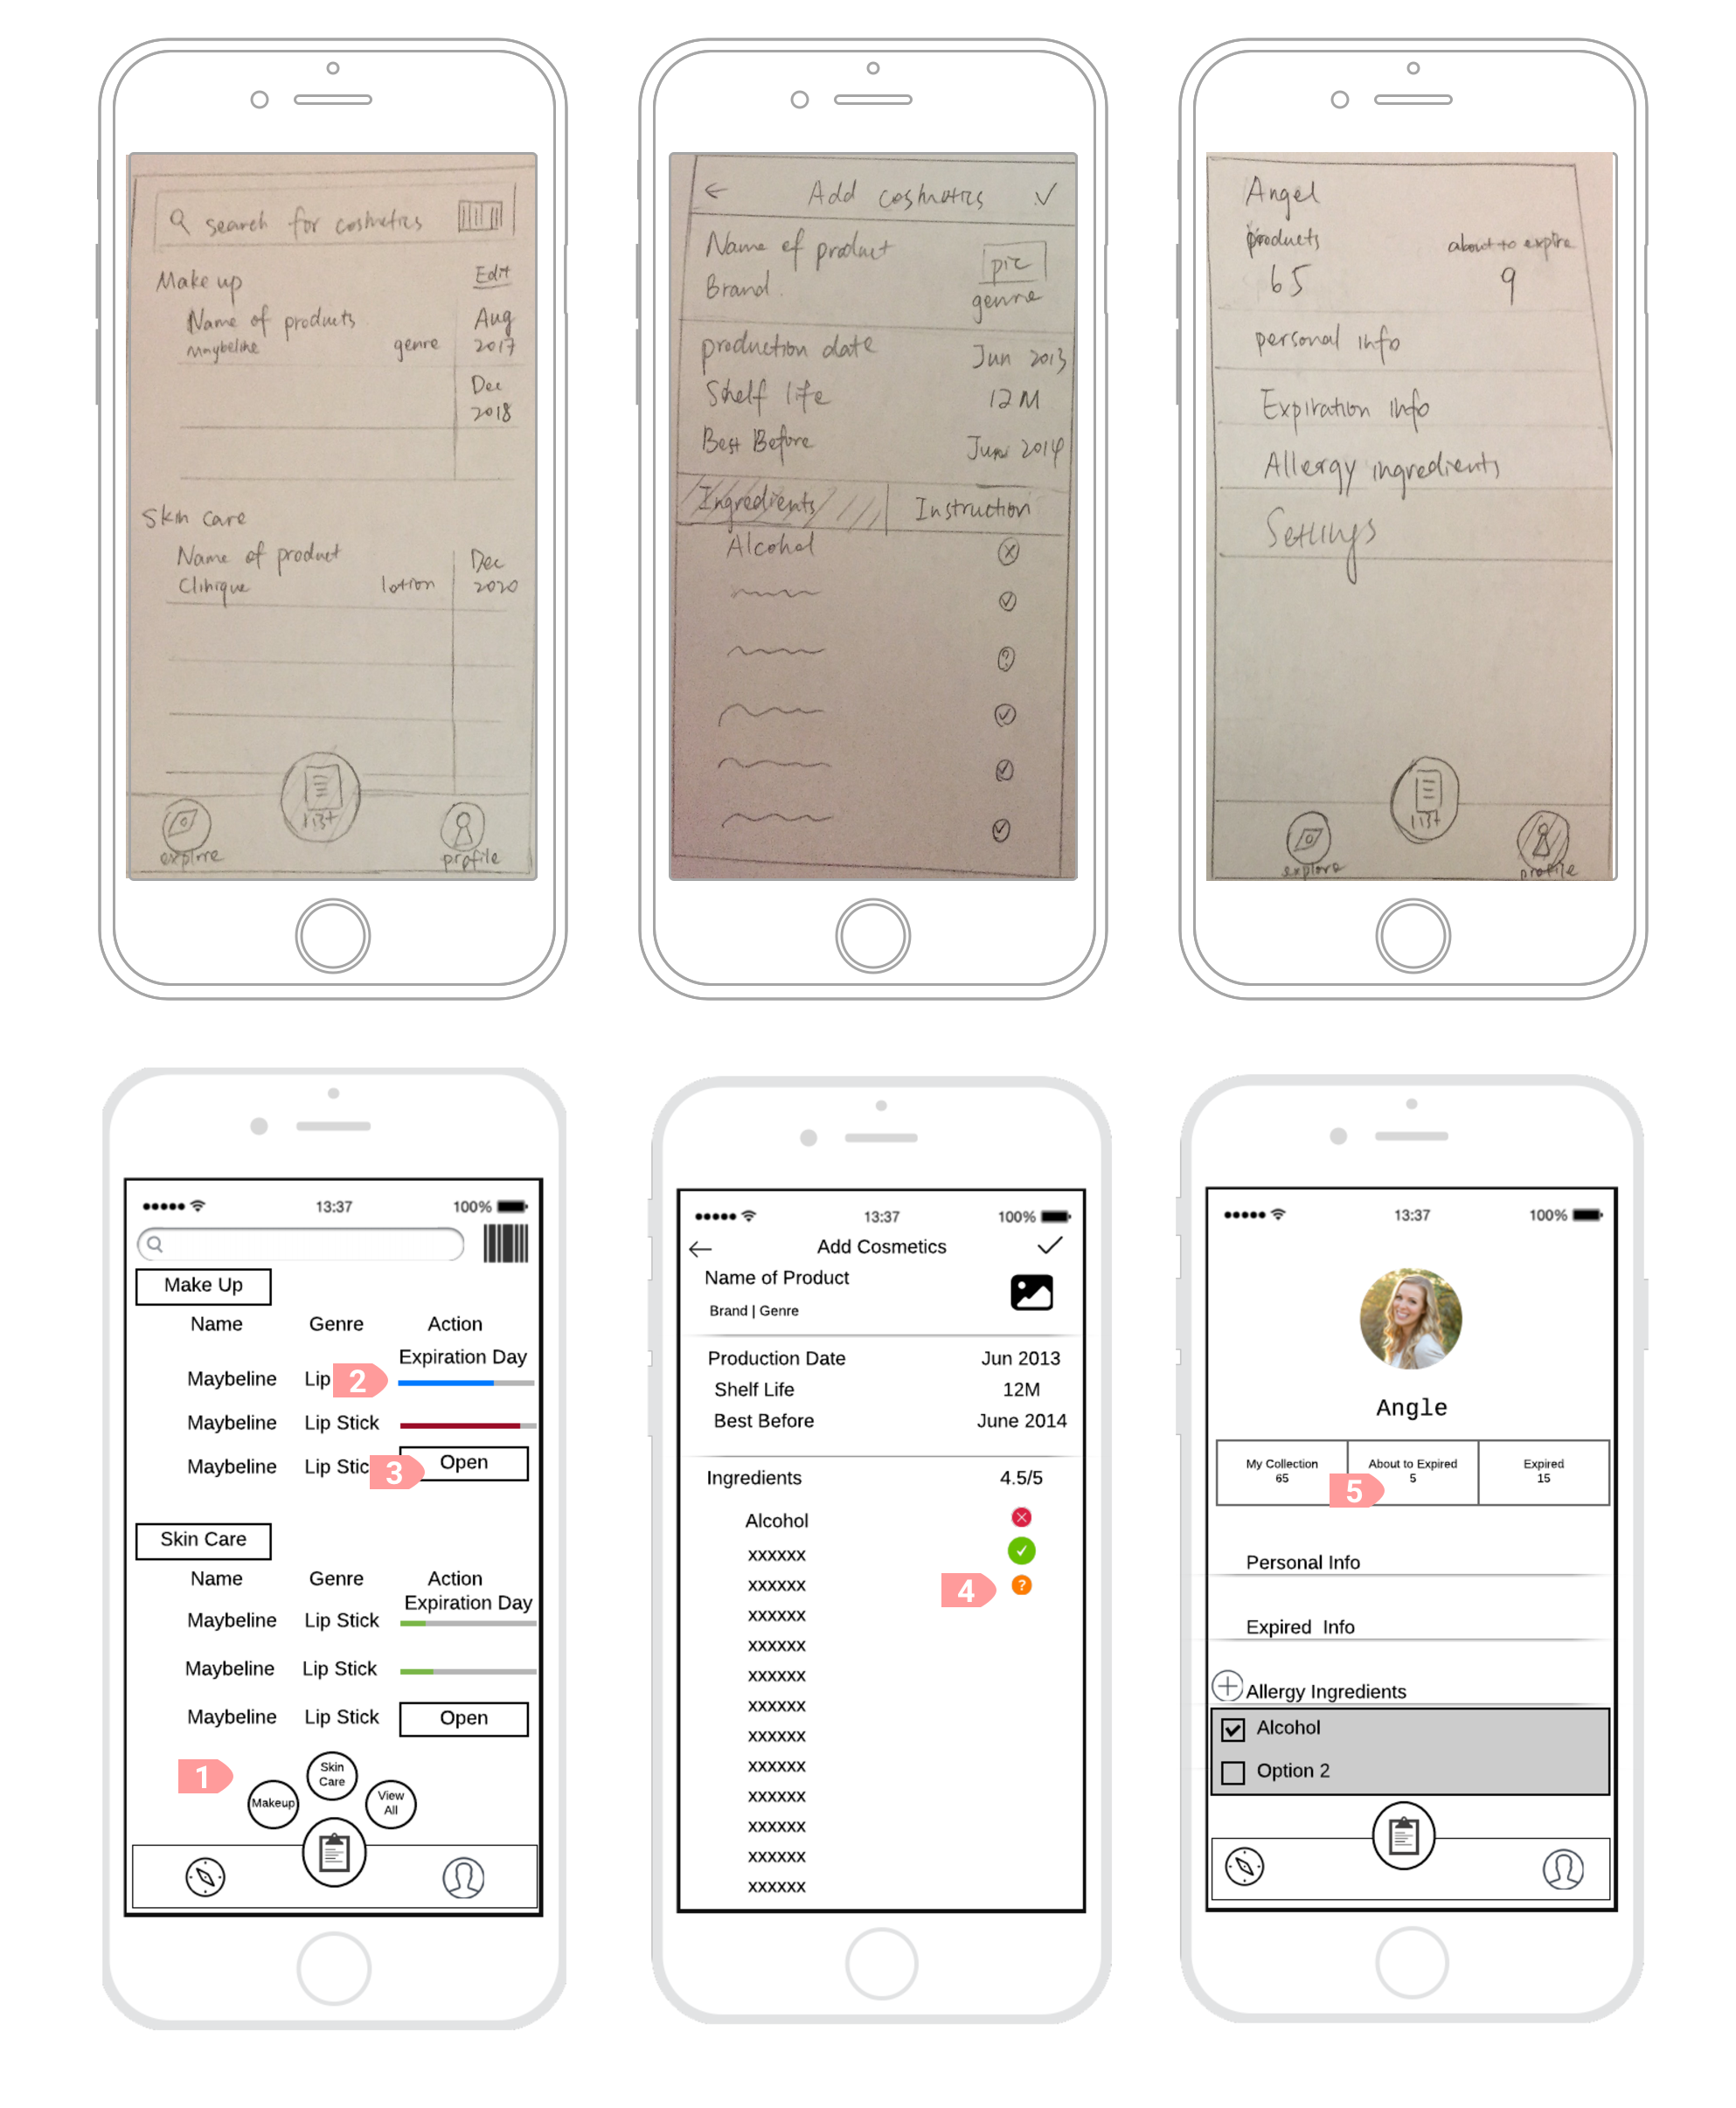 search for cosmetics
Make up
Edit
Name of products
Maybeline
genre
Aug
2017
Dec
2018
Skin care
Name of product
Clinique
lotion
Dec
2020
explore
list
profile
Add cosmetics
Name of product
pic
Brand.
genre
production date
Jun 2013
Shelf life
12M
Best Before
June 2014
Ingredients
Instruction
Alcohol
?
Angel
products
about to expire
65
9
personal info
Expiration info
Allergy ingredients
Settings
explore
list
profile
13:37
100%
Make Up
Name Genre Action
Expiration Day
Maybeline Lip
2
Maybeline Lip Stick
Maybeline Lip Stic
3
Open
Skin Care
Name Genre Action
Expiration Day
Maybeline Lip Stick
Maybeline Lip Stick
Maybeline Lip Stick Open
1
Skin
Care
Makeup
View
All
13:37
100%
Add Cosmetics
Name of Product
Brand | Genre
Production Date Jun 2013
Shelf Life 12M
Best Before June 2014
Ingredients 4.5/5
Alcohol
xxxxxx
xxxxxx
4
?
xxxxxx
xxxxxx
xxxxxx
xxxxxx
xxxxxx
xxxxxx
xxxxxx
xxxxxx
xxxxxx
xxxxxx
13:37
100%
Angle
My Collection
65
About to Expired
5
5
Expired
15
Personal Info
Expired Info
Allergy Ingredients
Alcohol
Option 2